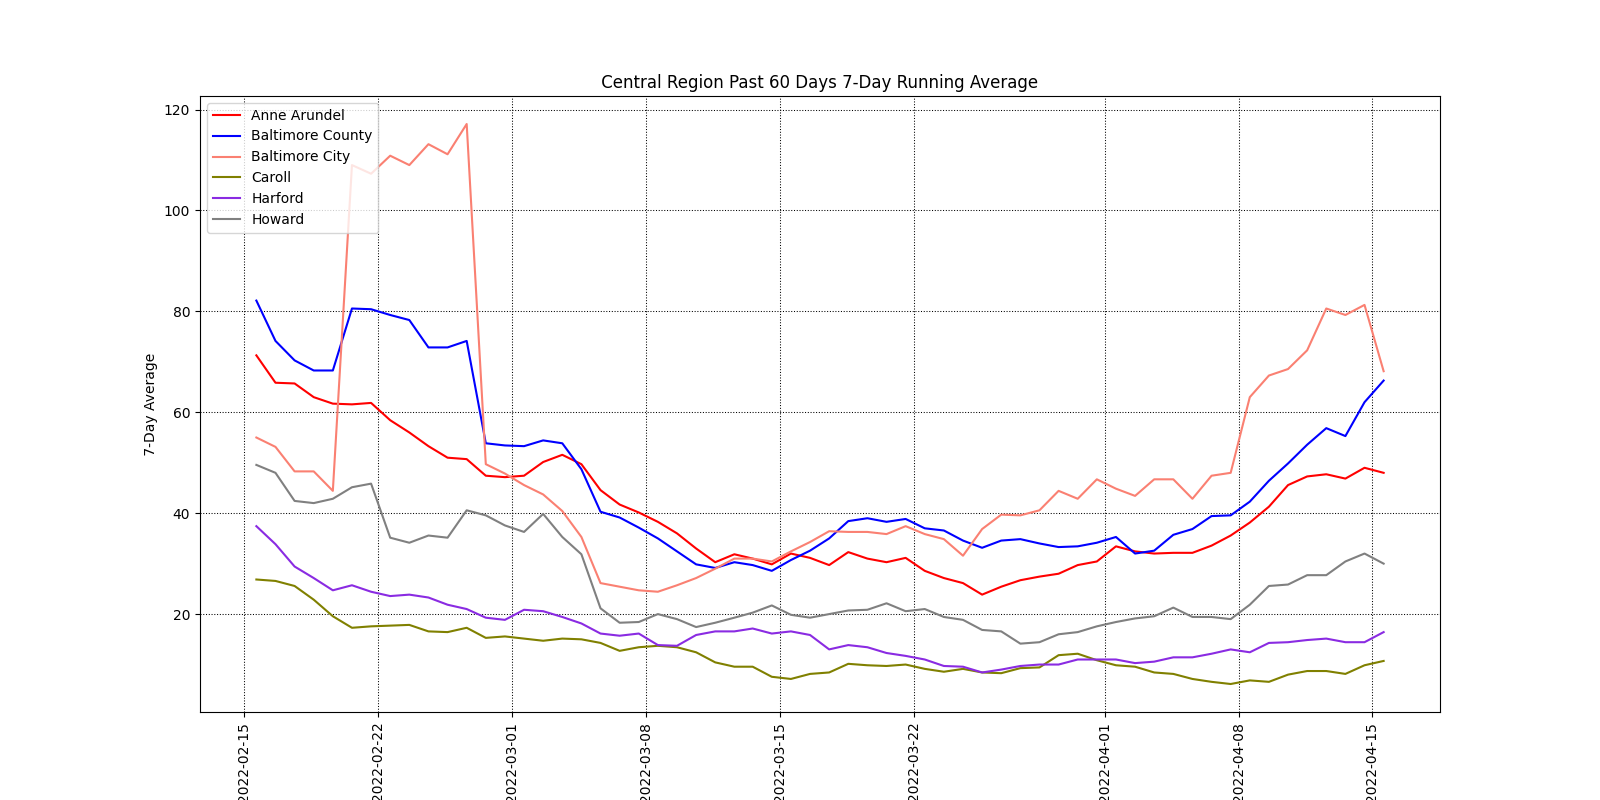 Central Region Past 60 Days 7-Day Running Average
Anne Arundel
Baltimore County
Baltimore City
Caroll
Harford
Howard
120
100
80
60
40
20
7-Day Average
2022-02-15
2022-02-22
2022-03-01
2022-03-08
2022-03-15
2022-03-22
2022-04-01
2022-04-08
2022-04-15